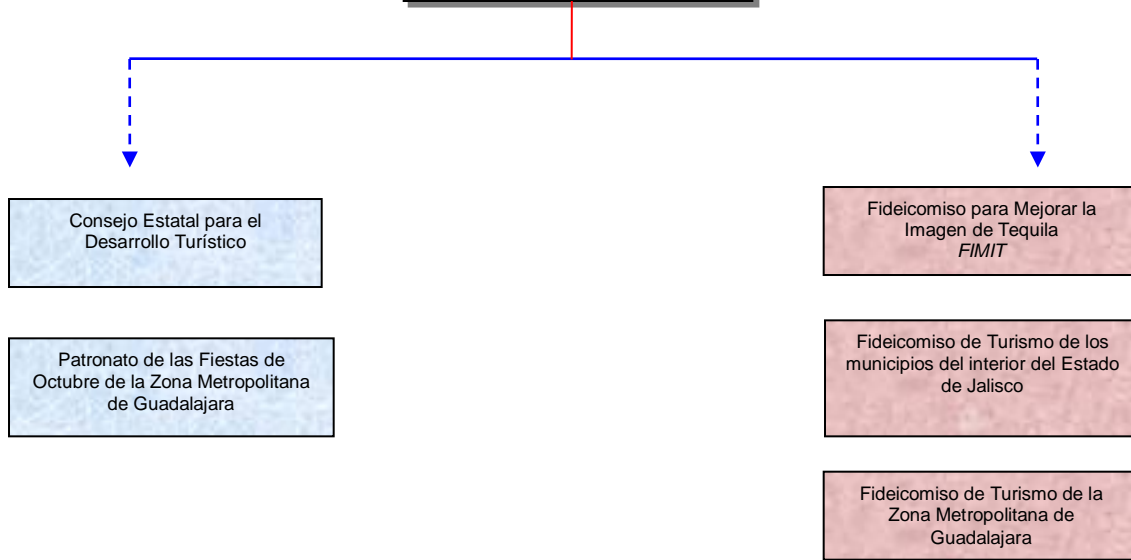 Consejo Estatal para el
Desarrollo Turístico
Patronato de las Fiestas de
Octubre de la Zona Metropolitana
de Guadalajara
Fideicomiso para Mejorar la
Imagen de Tequila
FIMIT
Fideicomiso de Turismo de los
municipios del interior del Estado
de Jalisco
Fideicomiso de Turismo de la
Zona Metropolitana de
Guadalajara